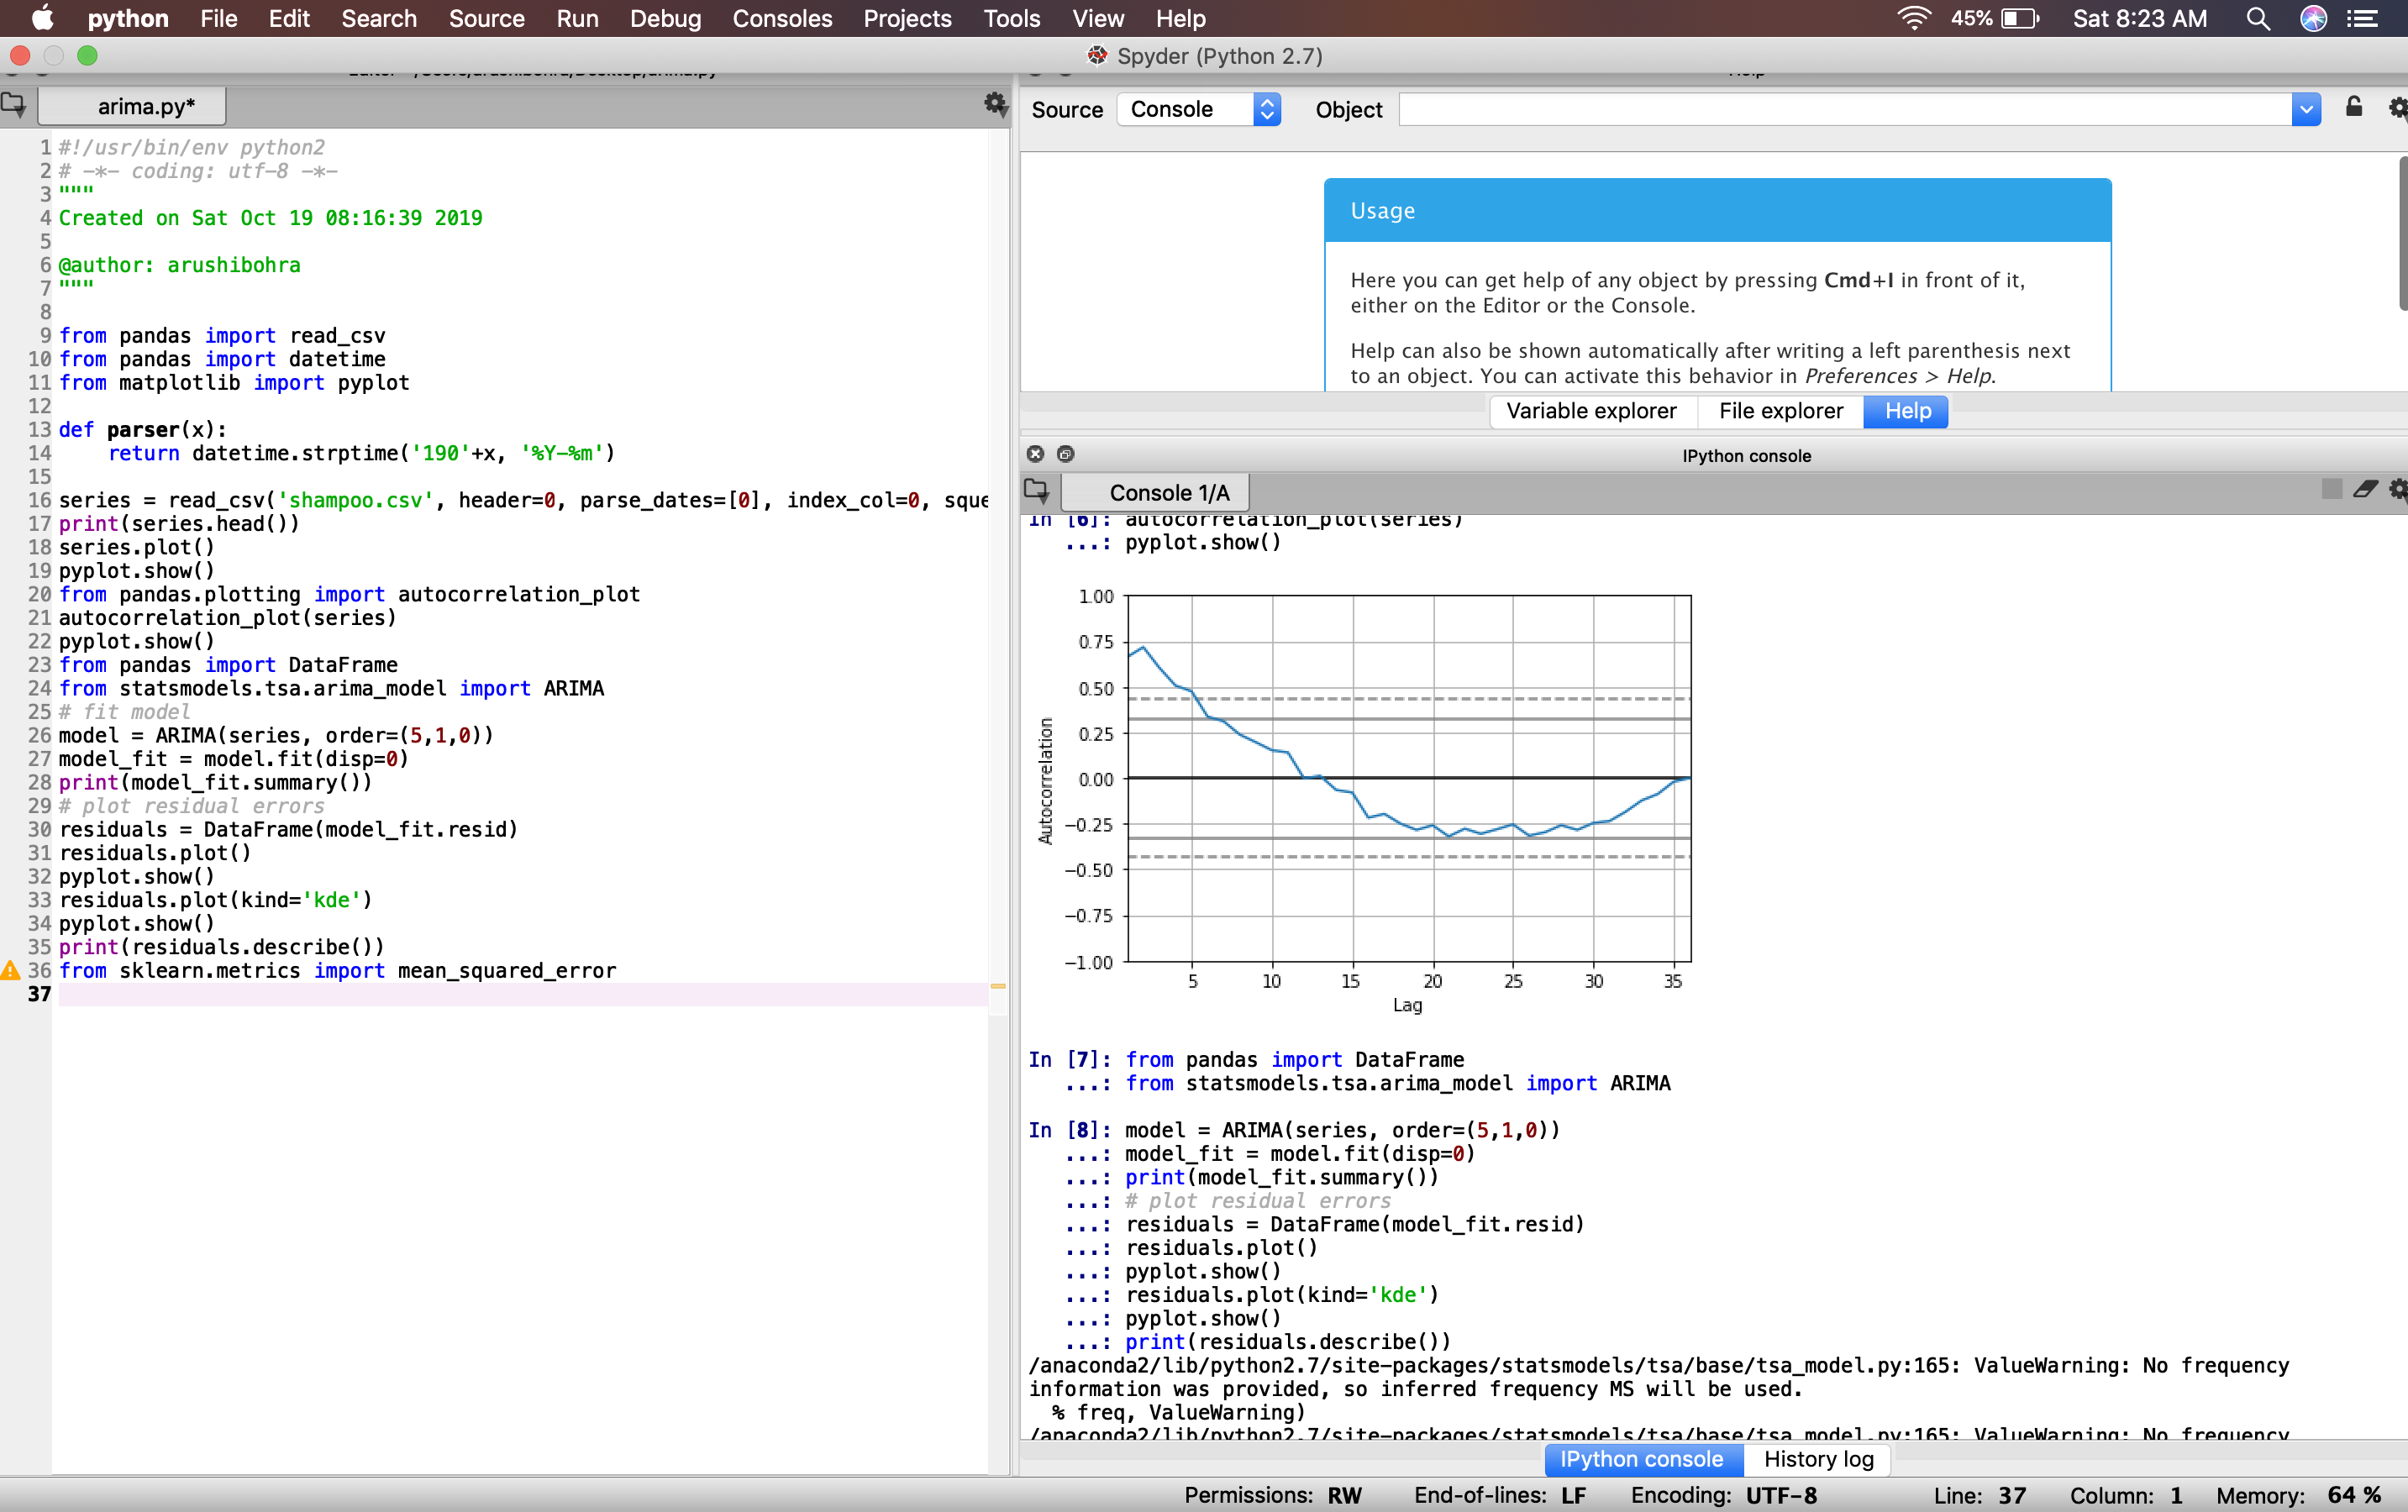 python File Edit Search Source Run Debug Consoles Projects Tools View Help 45% Sat 8:23 AM
Spyder (Python 2.7)
arima.py*
1 #!/usr/bin/env python2
2 # -*- coding: utf-8 -*-
3 """
4 Created on Sat Oct 19 08:16:39 2019
5
6 @author: arushibohra
7 """
8
9 from pandas import read_csv
10 from pandas import datetime
11 from matplotlib import pyplot
12
13 def parser(x):
14     return datetime.strptime('190'+x, '%Y-%m')
15
16 series = read_csv('shampoo.csv', header=0, parse_dates=[0], index_col=0, sque
17 print(series.head())
18 series.plot()
19 pyplot.show()
20 from pandas.plotting import autocorrelation_plot
21 autocorrelation_plot(series)
22 pyplot.show()
23 from pandas import DataFrame
24 from statsmodels.tsa.arima_model import ARIMA
25 # fit model
26 model = ARIMA(series, order=(5,1,0))
27 model_fit = model.fit(disp=0)
28 print(model_fit.summary())
29 # plot residual errors
30 residuals = DataFrame(model_fit.resid)
31 residuals.plot()
32 pyplot.show()
33 residuals.plot(kind='kde')
34 pyplot.show()
35 print(residuals.describe())
36 from sklearn.metrics import mean_squared_error
37
Help
Source Console Object
Usage
Here you can get help of any object by pressing Cmd+I in front of it,
either on the Editor or the Console.
Help can also be shown automatically after writing a left parenthesis next
to an object. You can activate this behavior in Preferences > Help.
Variable explorer File explorer Help
IPython console
Console 1/A
In [6]: autocorrelation_plot(series)
...: pyplot.show()
1.00
0.75
0.50
0.25
0.00
−0.25
−0.50
−0.75
−1.00
Autocorrelation
5 10 15 20 25 30 35
Lag
In [7]: from pandas import DataFrame
...: from statsmodels.tsa.arima_model import ARIMA
In [8]: model = ARIMA(series, order=(5,1,0))
...: model_fit = model.fit(disp=0)
...: print(model_fit.summary())
...: # plot residual errors
...: residuals = DataFrame(model_fit.resid)
...: residuals.plot()
...: pyplot.show()
...: residuals.plot(kind='kde')
...: pyplot.show()
...: print(residuals.describe())
/anaconda2/lib/python2.7/site-packages/statsmodels/tsa/base/tsa_model.py:165: ValueWarning: No frequency
information was provided, so inferred frequency MS will be used.
% freq, ValueWarning)
/anaconda2/lib/python2.7/site-packages/statsmodels/tsa/base/tsa_model.py:165: ValueWarning: No frequency
IPython console History log
Permissions: RW End-of-lines: LF Encoding: UTF-8 Line: 37 Column: 1 Memory: 64 %